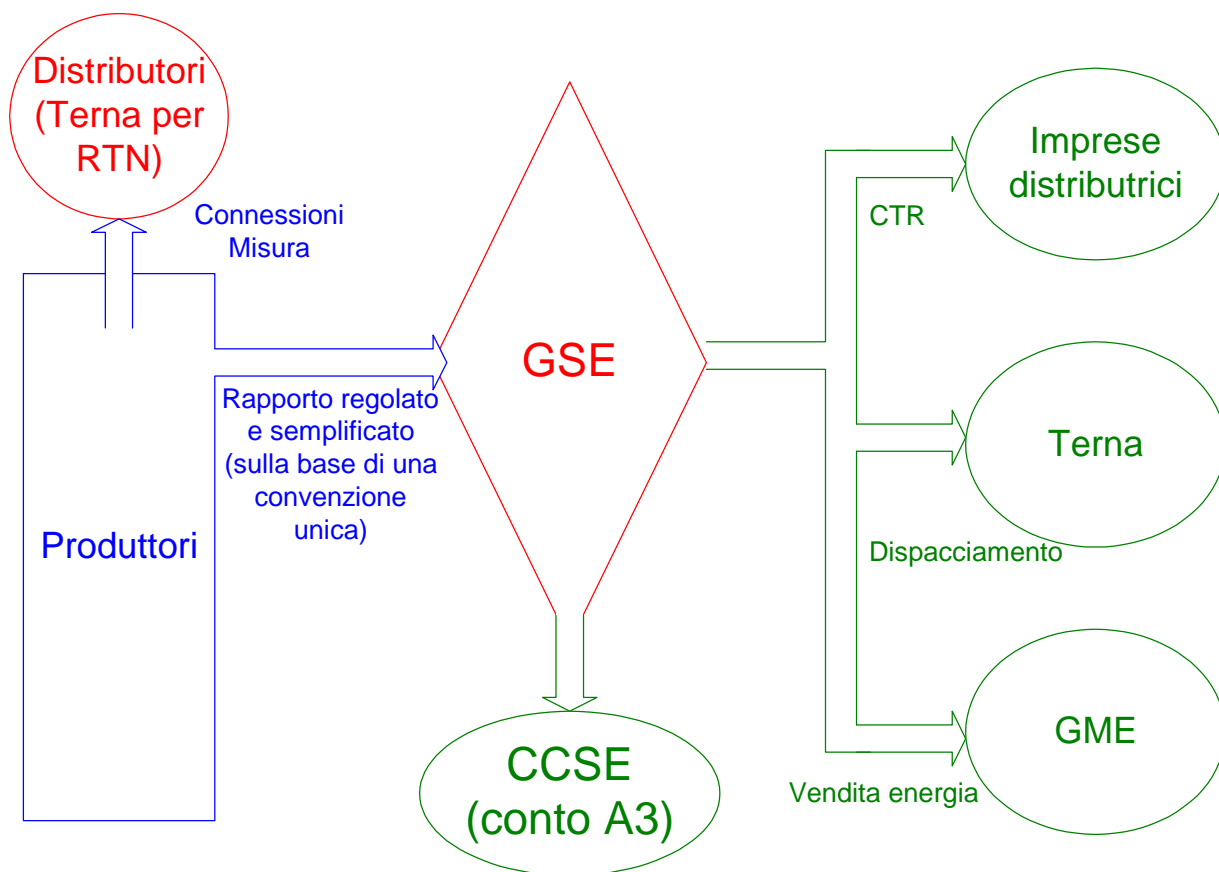 Distributori
(Terna per
RTN)
Connessioni
Misura
Produttori
Rapporto regolato
e semplificato
(sulla base di una
convenzione
unica)
GSE
CCSE
(conto A3)
Imprese
distributrici
CTR
Terna
Dispacciamento
GME
Vendita energia